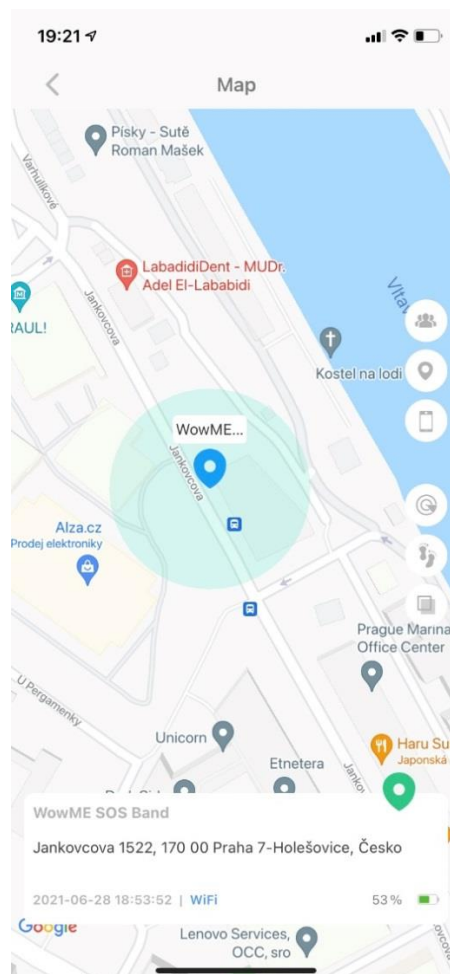 19:21
Map
Písky - Sutě
Roman Mašek
Varhulíkové
LabadidiDent - MUDr.
Adel El-Lababidi
RAUL!
Jankovcova
Kostel na lodi
WowME...
Jankovcova
Alza.cz
Prodej elektroniky
Prague Marina
Office Center
U Pergamenky
Unicorn
Haru Su
Japonská
Etnetera
WowME SOS Band
Jankovcova 1522, 170 00 Praha 7-Holešovice, Česko
2021-06-28 18:53:52 | WiFi
53 %
Google
Lenovo Services,
OCC, sro